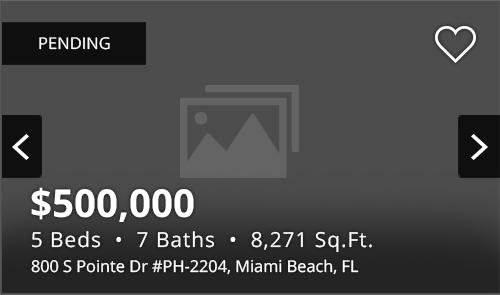 PENDING
$500,000
5 Beds • 7 Baths • 8,271 Sq.Ft.
800 S Pointe Dr #PH-2204, Miami Beach, FL